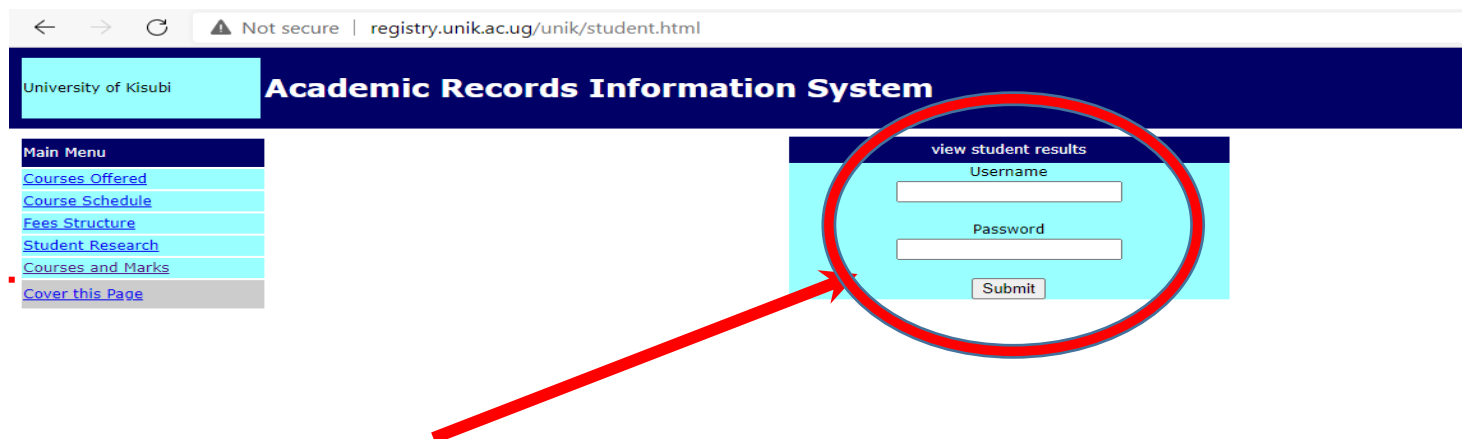 Not secure | registry.unik.ac.ug/unik/student.html
University of Kisubi
Academic Records Information System
Main Menu
Courses Offered
Course Schedule
Fees Structure
Student Research
Courses and Marks
Cover this Page
view student results
Username
Password
Submit